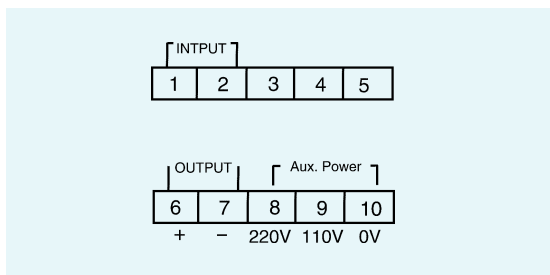 INTPUT
1 2 3 4 5
OUTPUT Aux. Power
6 7 8 9 10
+ − 220V 110V 0V